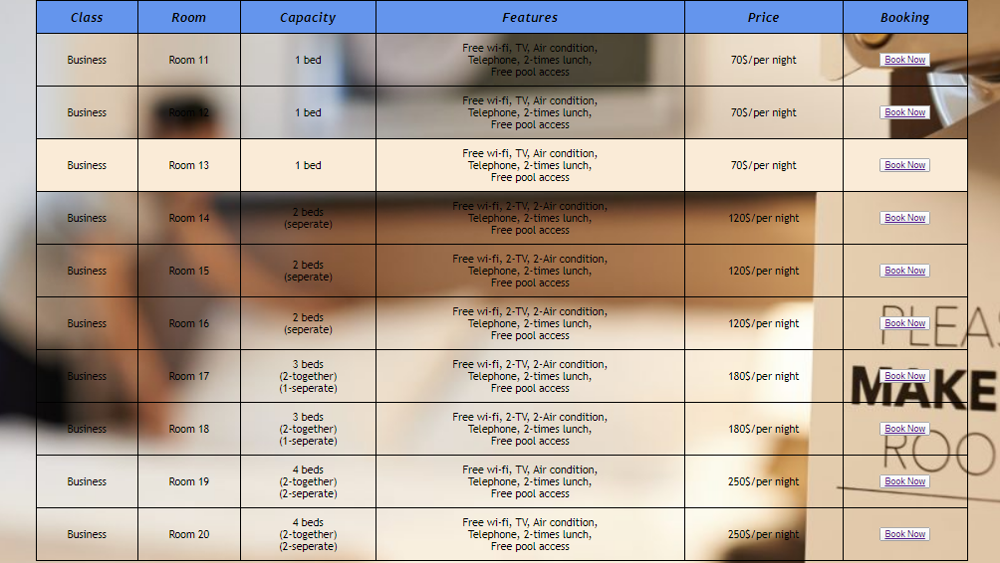 Class Room Capacity Features Price Booking
Business Room 11 1 bed Free wi-fi, TV, Air condition,
Telephone, 2-times lunch,
Free pool access 70$/per night Book Now
Business Room 12 1 bed Free wi-fi, TV, Air condition,
Telephone, 2-times lunch,
Free pool access 70$/per night Book Now
Business Room 13 1 bed Free wi-fi, TV, Air condition,
Telephone, 2-times lunch,
Free pool access 70$/per night Book Now
Business Room 14 2 beds
(seperate) Free wi-fi, 2-TV, 2-Air condition,
Telephone, 2-times lunch,
Free pool access 120$/per night Book Now
Business Room 15 2 beds
(seperate) Free wi-fi, 2-TV, 2-Air condition,
Telephone, 2-times lunch,
Free pool access 120$/per night Book Now
Business Room 16 2 beds
(seperate) Free wi-fi, 2-TV, 2-Air condition,
Telephone, 2-times lunch,
Free pool access 120$/per night Book Now
Business Room 17 3 beds
(2-together)
(1-seperate) Free wi-fi, 2-TV, 2-Air condition,
Telephone, 2-times lunch,
Free pool access 180$/per night Book Now
Business Room 18 3 beds
(2-together)
(1-seperate) Free wi-fi, 2-TV, 2-Air condition,
Telephone, 2-times lunch,
Free pool access 180$/per night Book Now
Business Room 19 4 beds
(2-together)
(2-seperate) Free wi-fi, TV, Air condition,
Telephone, 2-times lunch,
Free pool access 250$/per night Book Now
Business Room 20 4 beds
(2-together)
(2-seperate) Free wi-fi, TV, Air condition,
Telephone, 2-times lunch,
Free pool access 250$/per night Book Now
PLEAS
MAKE
ROO